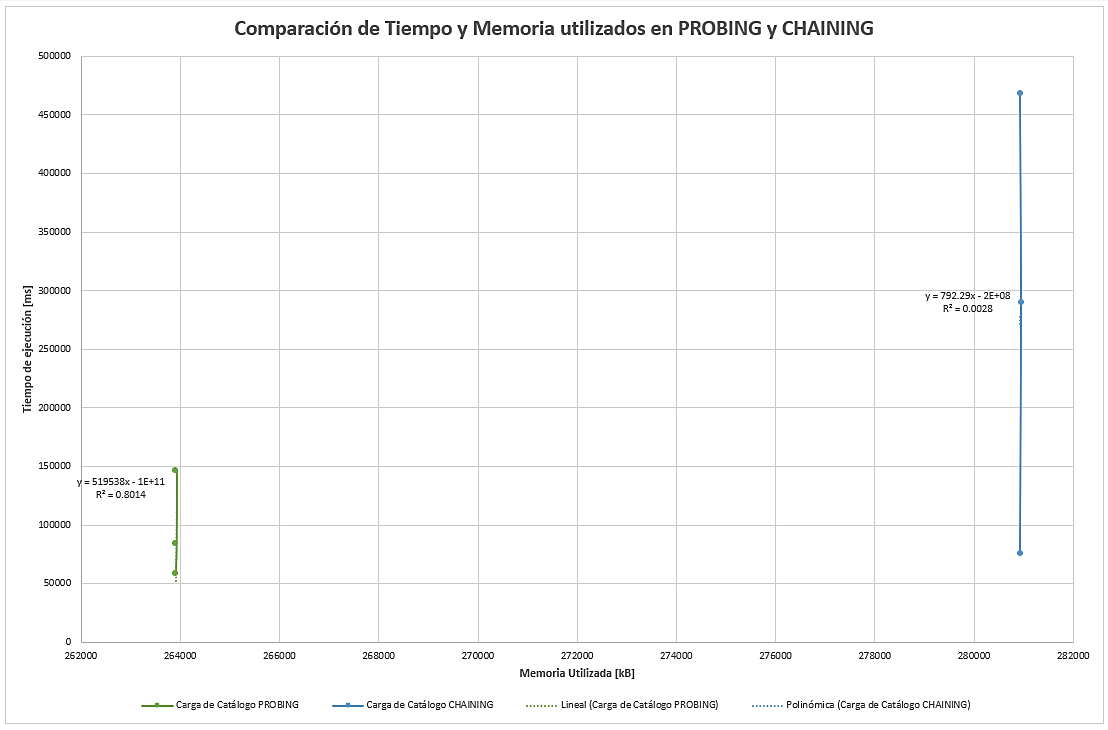 Comparación de Tiempo y Memoria utilizados en PROBING y CHAINING
Tiempo de ejecución [ms]
500000
450000
400000
350000
300000
250000
200000
150000
100000
50000
0
y = 792.29x - 2E+08
R² = 0.0028
y = 519538x - 1E+11
R² = 0.8014
262000 264000 266000 268000 270000 272000 274000 276000 278000 280000 282000
Memoria Utilizada [kB]
Carga de Catálogo PROBING Carga de Catálogo CHAINING Lineal (Carga de Catálogo PROBING) Polinómica (Carga de Catálogo CHAINING)